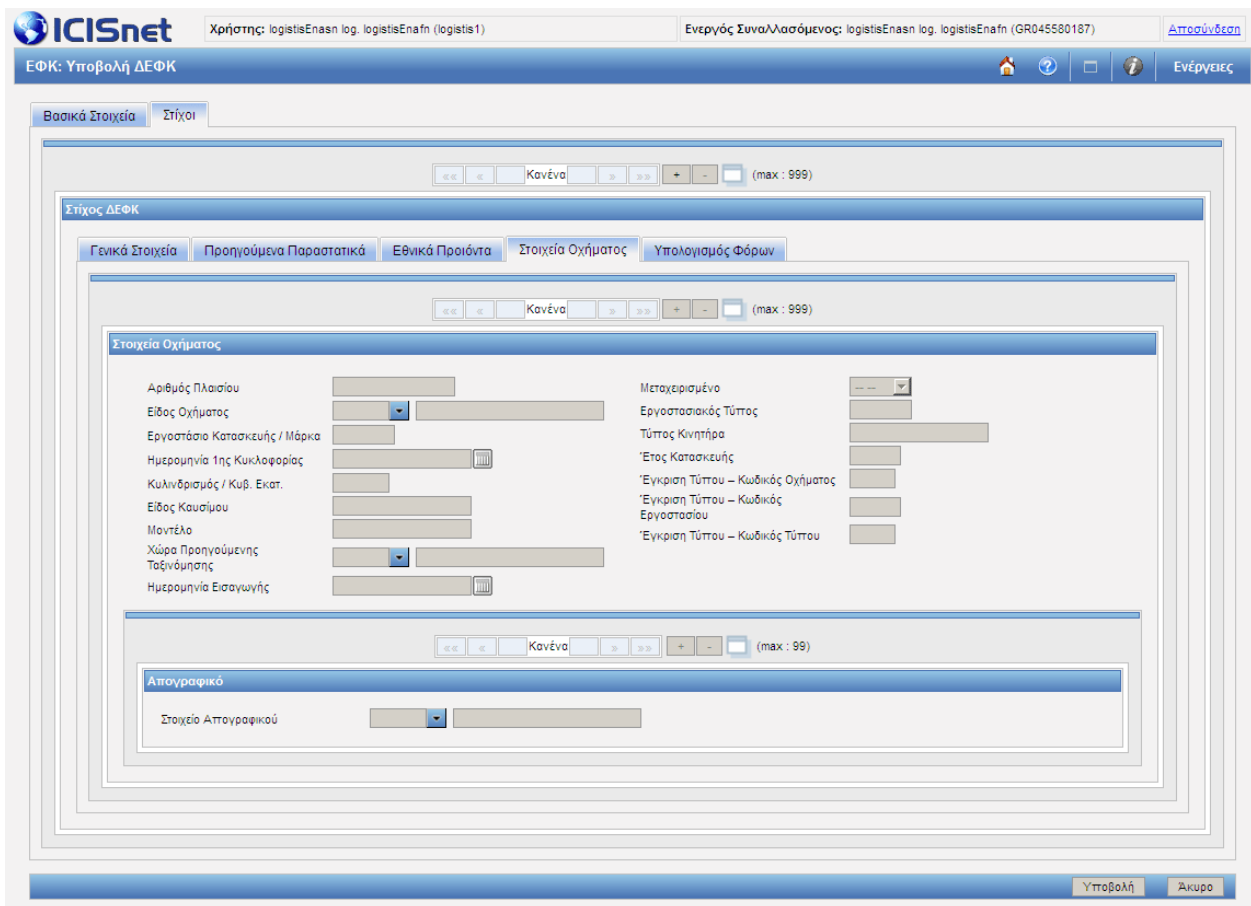 ICISnet Χρήστης: logistisEnasn log. logistisEnafn (logistis1) Ενεργός Συναλλασόμενος: logistisEnasn log. logistisEnafn (GR045580187) Αποσύνδεση
ΕΦΚ: Υποβολή ΔΕΦΚ Ενέργειες
Βασικά Στοιχεία Στίχοι
«« « Κανένα » »» + - (max : 999)
Στίχος ΔΕΦΚ
Γενικά Στοιχεία Προηγούμενα Παραστατικά Εθνικά Προιόντα Στοιχεία Οχήματος Υπολογισμός Φόρων
«« « Κανένα » »» + - (max : 999)
Στοιχεία Οχήματος
Αριθμός Πλαισίου Μεταχειρισμένο -- --
Είδος Οχήματος Εργοστασιακός Τύπος
Εργοστάσιο Κατασκευής / Μάρκα Τύπος Κινητήρα
Ημερομηνία 1ης Κυκλοφορίας Έτος Κατασκευής
Κυλινδρισμός / Κυβ. Εκατ. Έγκριση Τύπου – Κωδικός Οχήματος
Είδος Καυσίμου Έγκριση Τύπου – Κωδικός
Εργοστασίου
Μοντέλο Έγκριση Τύπου – Κωδικός Τύπου
Χώρα Προηγούμενης
Ταξινόμησης
Ημερομηνία Εισαγωγής
«« « Κανένα » »» + - (max : 99)
Απογραφικό
Στοιχείο Απογραφικού
Υποβολή Άκυρο